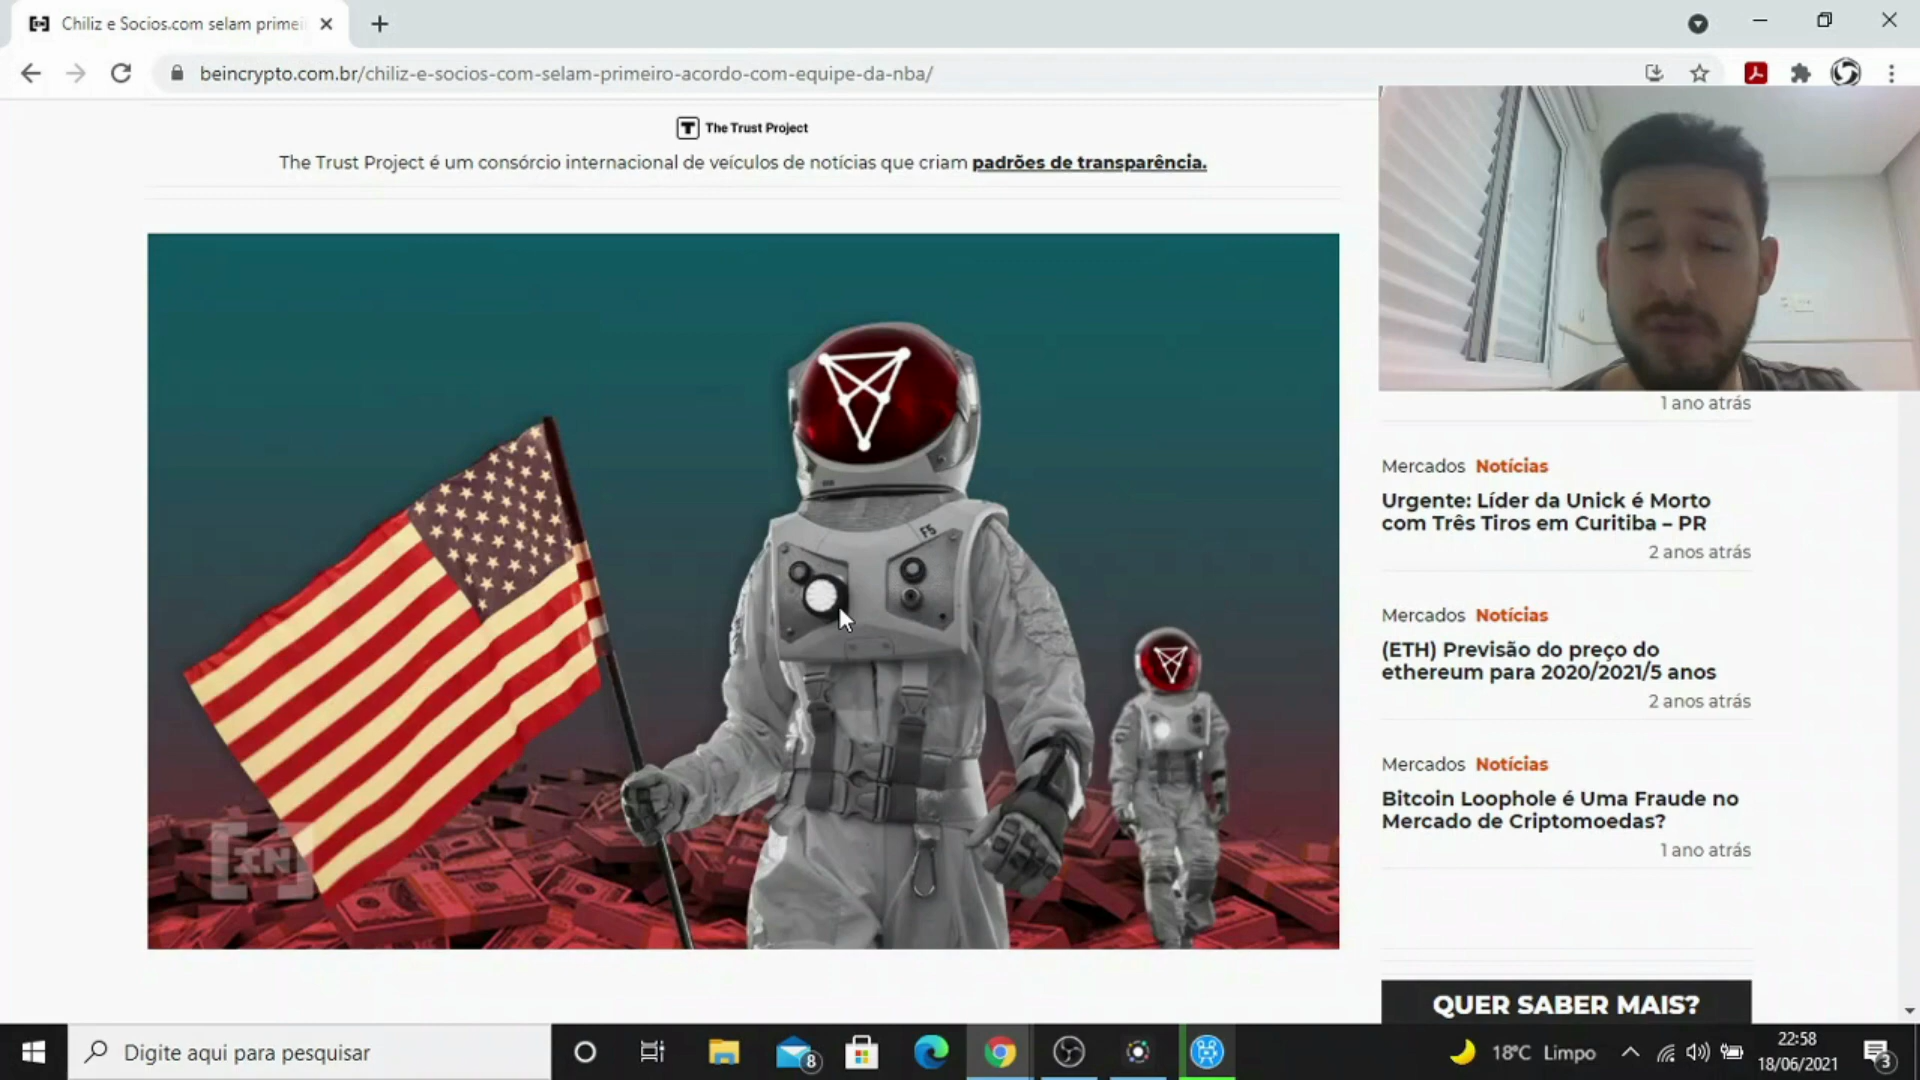 Chiliz e Socios.com selam primei
beincrypto.com.br/chiliz-e-socios-com-selam-primeiro-acordo-com-equipe-da-nba/
T The Trust Project
The Trust Project é um consórcio internacional de veículos de notícias que criam padrões de transparência.
F5
IN
1 ano atrás
Mercados Notícias
Urgente: Líder da Unick é Morto
com Três Tiros em Curitiba – PR
2 anos atrás
Mercados Notícias
(ETH) Previsão do preço do
ethereum para 2020/2021/5 anos
2 anos atrás
Mercados Notícias
Bitcoin Loophole é Uma Fraude no
Mercado de Criptomoedas?
1 ano atrás
QUER SABER MAIS?
Digite aqui para pesquisar
8
18°C Limpo
22:58
18/06/2021
3